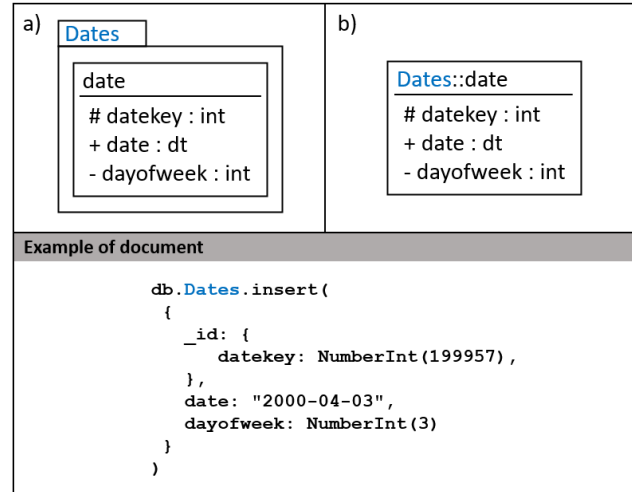 a)
Dates
date
# datekey : int
+ date : dt
- dayofweek : int
b)
Dates::date
# datekey : int
+ date : dt
- dayofweek : int
Example of document
db.Dates.insert(
{
_id: {
datekey: NumberInt(199957),
},
date: "2000-04-03",
dayofweek: NumberInt(3)
}
)